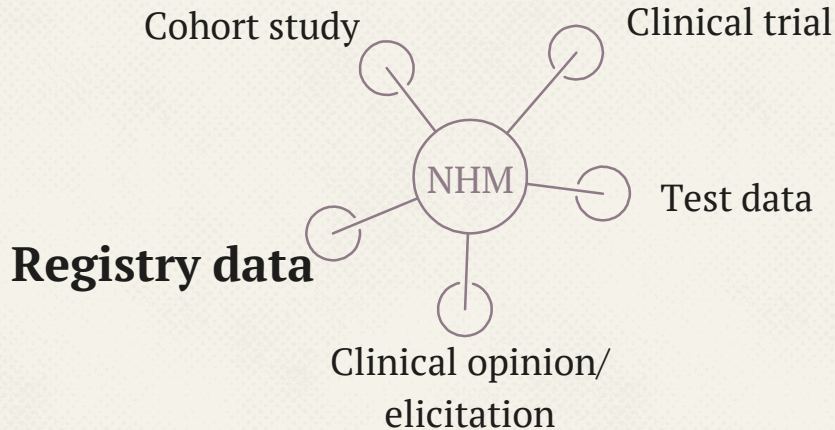 Cohort study
Clinical trial
NHM
Test data
Registry data
Clinical opinion/
elicitation